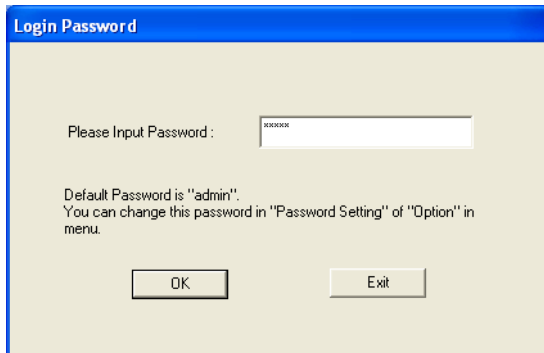 Login Password
Please Input Password :
xxxxx
Default Password is "admin".
You can change this password in "Password Setting" of "Option" in
menu.
OK
Exit